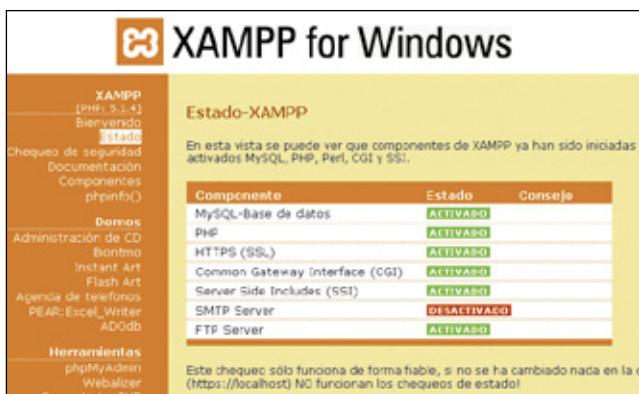 XAMPP for Windows
XAMPP
[PHP: 5.1.4]
Bienvenido
Estado
Chequeo de seguridad
Documentación
Componentes
phpinfo()
Demos
Administración de CD
Biorritmo
Instant Art
Flash Art
Agenda de telefonos
PEAR:Excel_Writer
ADOdb
Herramientas
phpMyAdmin
Webalizer
Estado-XAMPP
En esta vista se puede ver que componentes de XAMPP ya han sido iniciadas
activados MySQL, PHP, Perl, CGI y SSI.
Componente Estado Consejo
MySQL-Base de datos ACTIVADO
PHP ACTIVADO
HTTPS (SSL) ACTIVADO
Common Gateway Interface (CGI) ACTIVADO
Server Side Includes (SSI) ACTIVADO
SMTP Server DESACTIVADO
FTP Server ACTIVADO
Este chequeo sólo funciona de forma fiable, si no se ha cambiado nada en la
(https://localhost) NO funcionan los chequeos de estado!